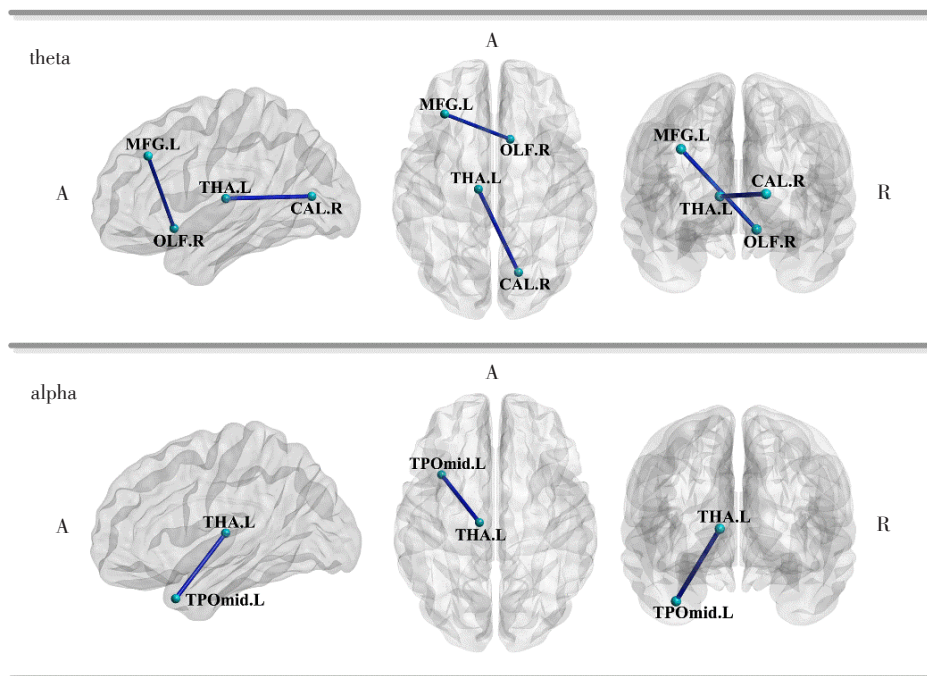 theta
A
A
R
MFG.L
THA.L
CAL.R
OLF.R
MFG.L
OLF.R
THA.L
CAL.R
MFG.L
CAL.R
THA.L
OLF.R
alpha
A
A
R
THA.L
TPOmid.L
TPOmid.L
THA.L
THA.L
TPOmid.L